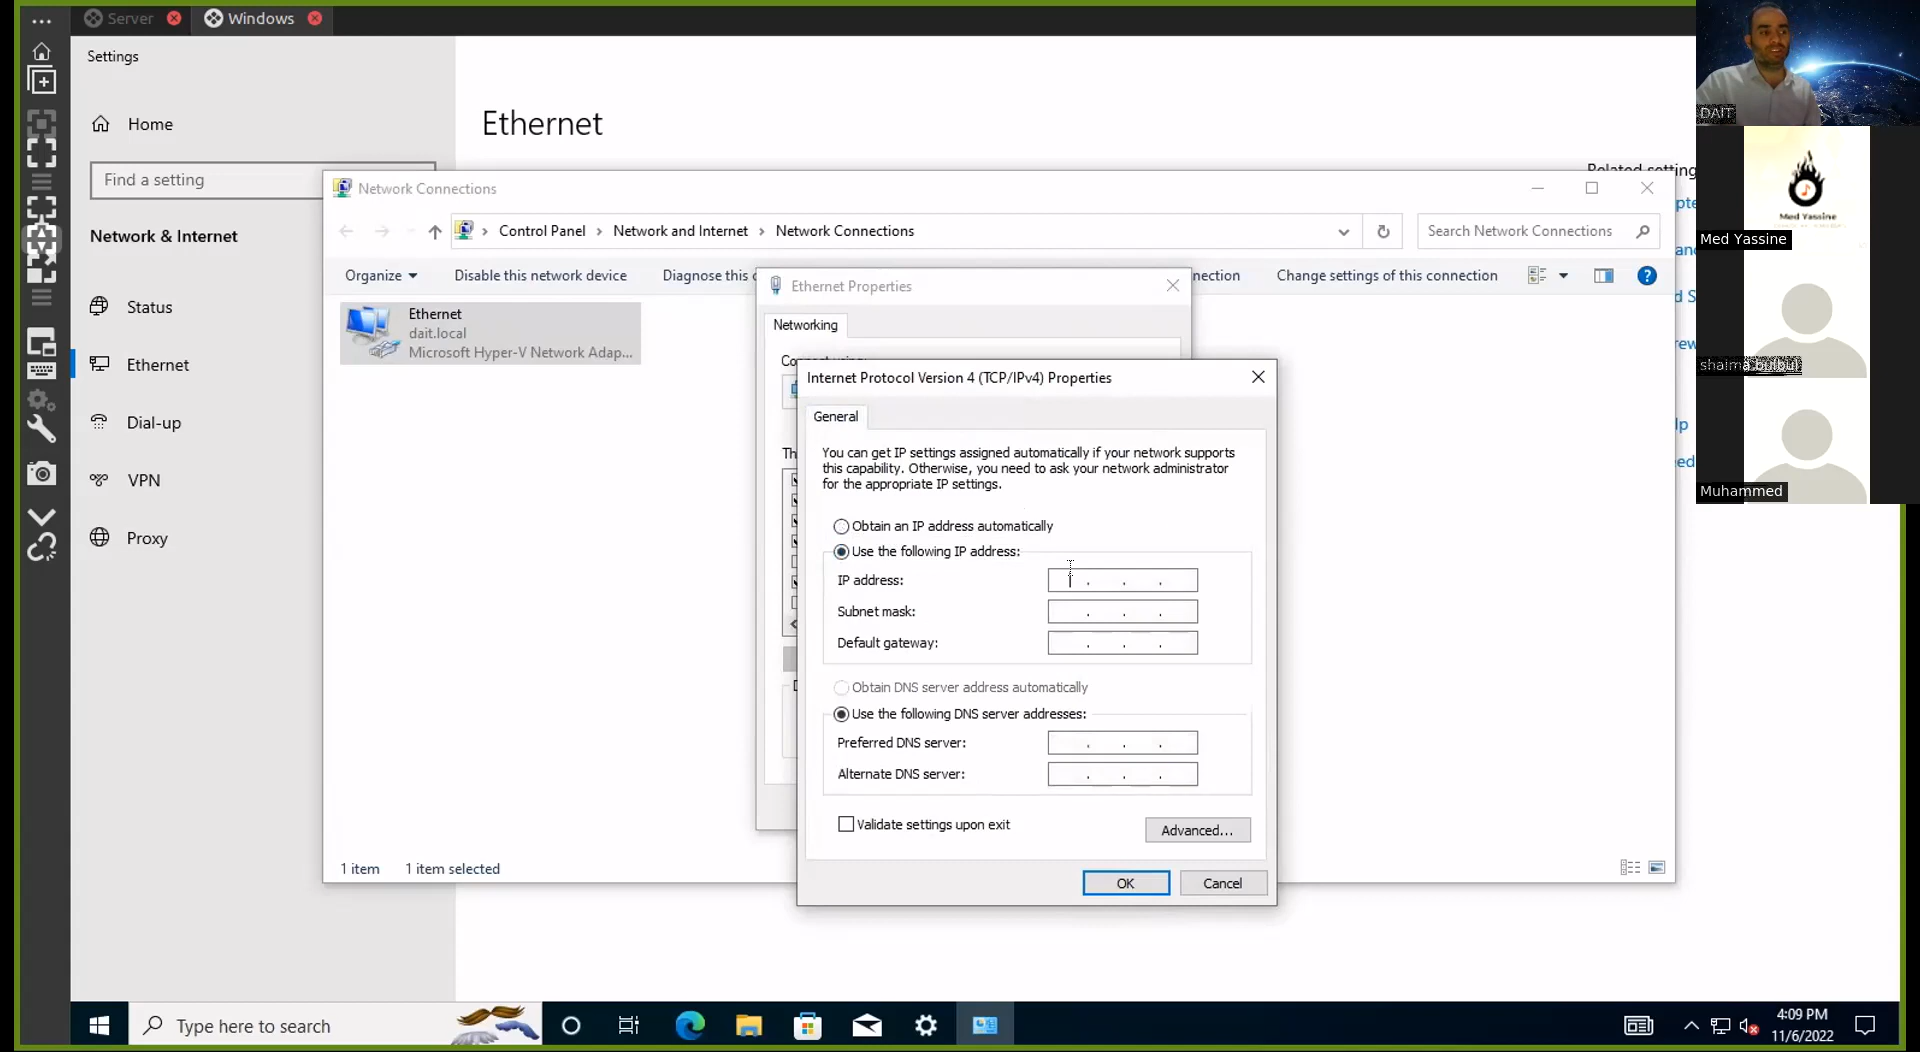 Server
Windows
Settings
Home
Find a setting
Network & Internet
Status
Ethernet
Dial-up
VPN
Proxy
Ethernet
Network Connections
Control Panel
Network and Internet
Network Connections
Search Network Connections
Organize
Disable this network device
Diagnose this
Change settings of this connection
Ethernet
dait.local
Microsoft Hyper-V Network Adap...
1 item
1 item selected
Ethernet Properties
Networking
Internet Protocol Version 4 (TCP/IPv4) Properties
General
You can get IP settings assigned automatically if your network supports
this capability. Otherwise, you need to ask your network administrator
for the appropriate IP settings.
Obtain an IP address automatically
Use the following IP address:
IP address:
Subnet mask:
Default gateway:
Obtain DNS server address automatically
Use the following DNS server addresses:
Preferred DNS server:
Alternate DNS server:
Validate settings upon exit
Advanced...
OK
Cancel
DAIT
Med Yassine
Med Yassine
Muhammed
Type here to search
4:09 PM
11/6/2022